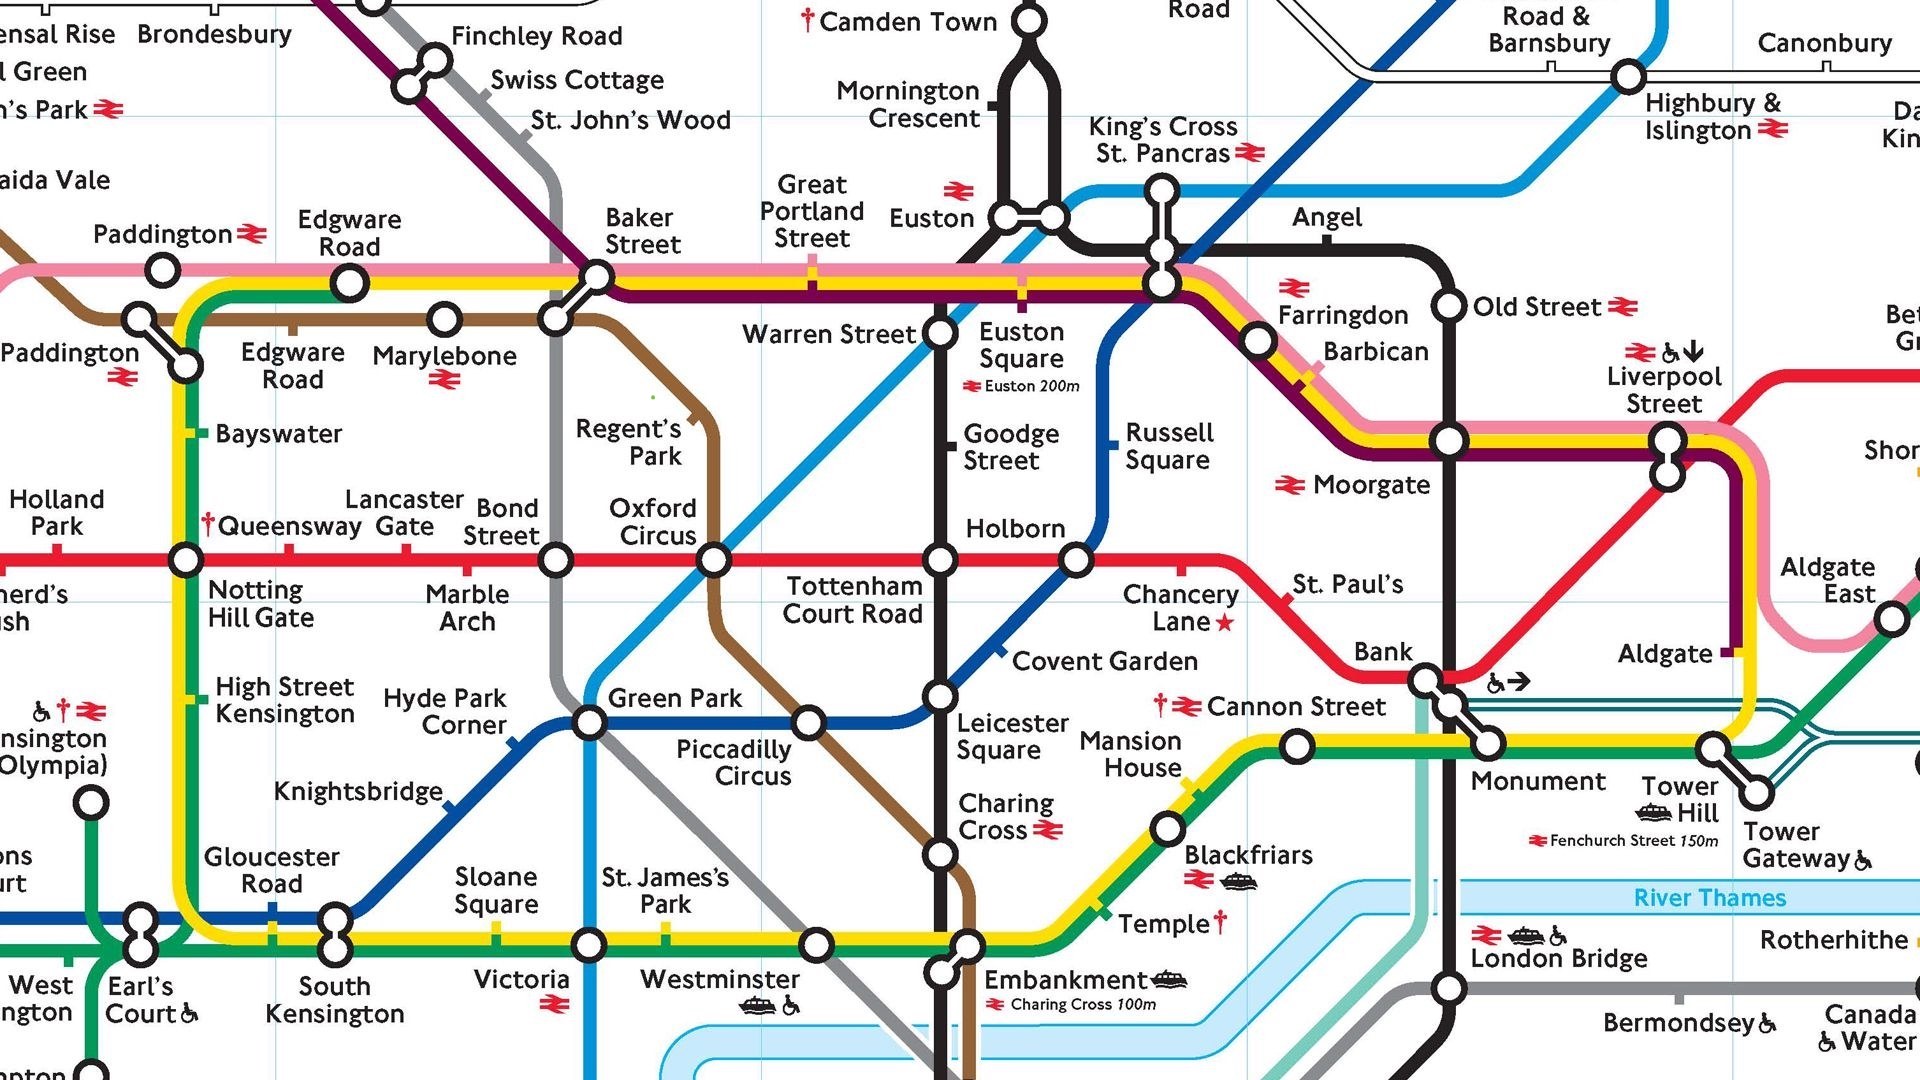 ensal Rise
Brondesbury
l Green
n's Park
aida Vale
Finchley Road
Swiss Cottage
St. John's Wood
†Camden Town
Mornington
Crescent
Road
Road &
Barnsbury
Canonbury
Highbury &
Islington
Da
Kin
King's Cross
St. Pancras
Paddington
Edgware
Road
Baker
Street
Great
Portland
Street
Euston
Angel
Old Street
Paddington
Edgware
Road
Marylebone
Warren Street
Euston
Square
Euston 200m
Farringdon
Barbican
Liverpool
Street
Bet
Gr
Bayswater
Regent's
Park
Goodge
Street
Russell
Square
Moorgate
Shor
Holland
Park
†Queensway
Lancaster
Gate
Bond
Street
Oxford
Circus
Holborn
herd's
ush
Notting
Hill Gate
Marble
Arch
Tottenham
Court Road
Chancery
Lane★
St. Paul's
Aldgate
East
Bank
Aldgate
Covent Garden
High Street
Kensington
Hyde Park
Corner
Green Park
Piccadilly
Circus
Leicester
Square
†
Cannon Street
Mansion
House
Monument
†
nsington
Olympia)
Knightsbridge
Charing
Cross
Tower
Hill
Fenchurch Street 150m
Tower
Gateway
ons
urt
Gloucester
Road
Sloane
Square
St. James's
Park
Blackfriars
Temple†
River Thames
West
ngton
Earl's
Court
South
Kensington
Victoria
Westminster
Embankment
Charing Cross 100m
London Bridge
Rotherhithe
Bermondsey
Canada
Water
mpton